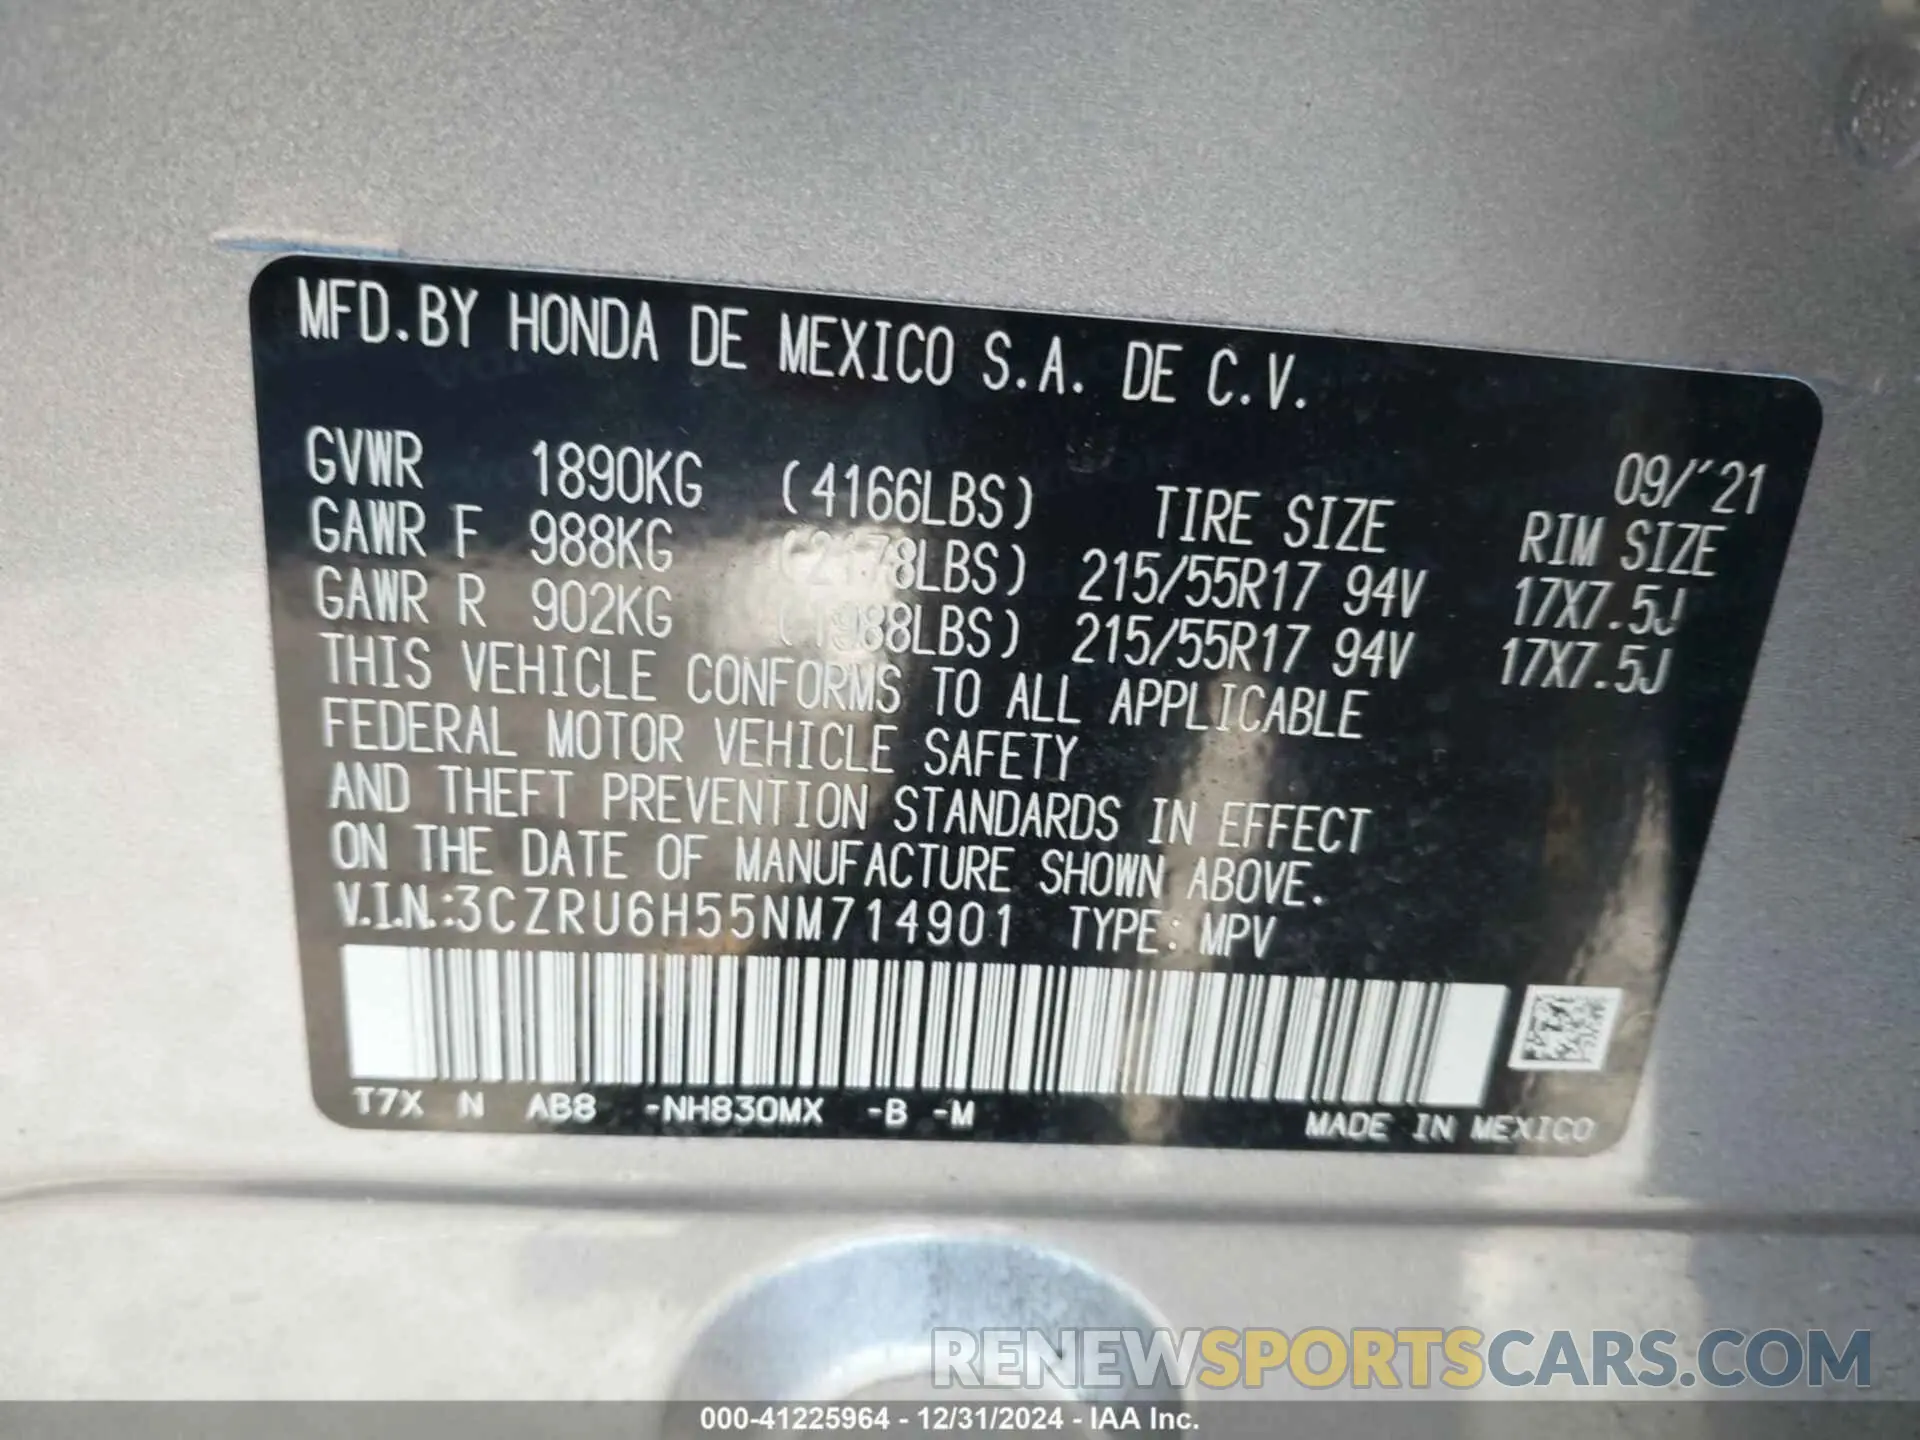 MFD.BY HONDA DE MEXICO S.A. DE C.V.
09/'21
GVWR 1890KG (4166LBS) TIRE SIZE RIM SIZE
GAWR F 988KG (2178LBS) 215/55R17 94V 17X7.5J
GAWR R 902KG (1988LBS) 215/55R17 94V 17X7.5J
THIS VEHICLE CONFORMS TO ALL APPLICABLE
FEDERAL MOTOR VEHICLE SAFETY
AND THEFT PREVENTION STANDARDS IN EFFECT
ON THE DATE OF MANUFACTURE SHOWN ABOVE.
V.I.N.:3CZRU6H55NM714901 TYPE: MPV
T7X N AB8 -NH830MX -B -M
MADE IN MEXICO
RENEWSPORTSCARS.COM
000-41225964 - 12/31/2024 - IAA Inc.